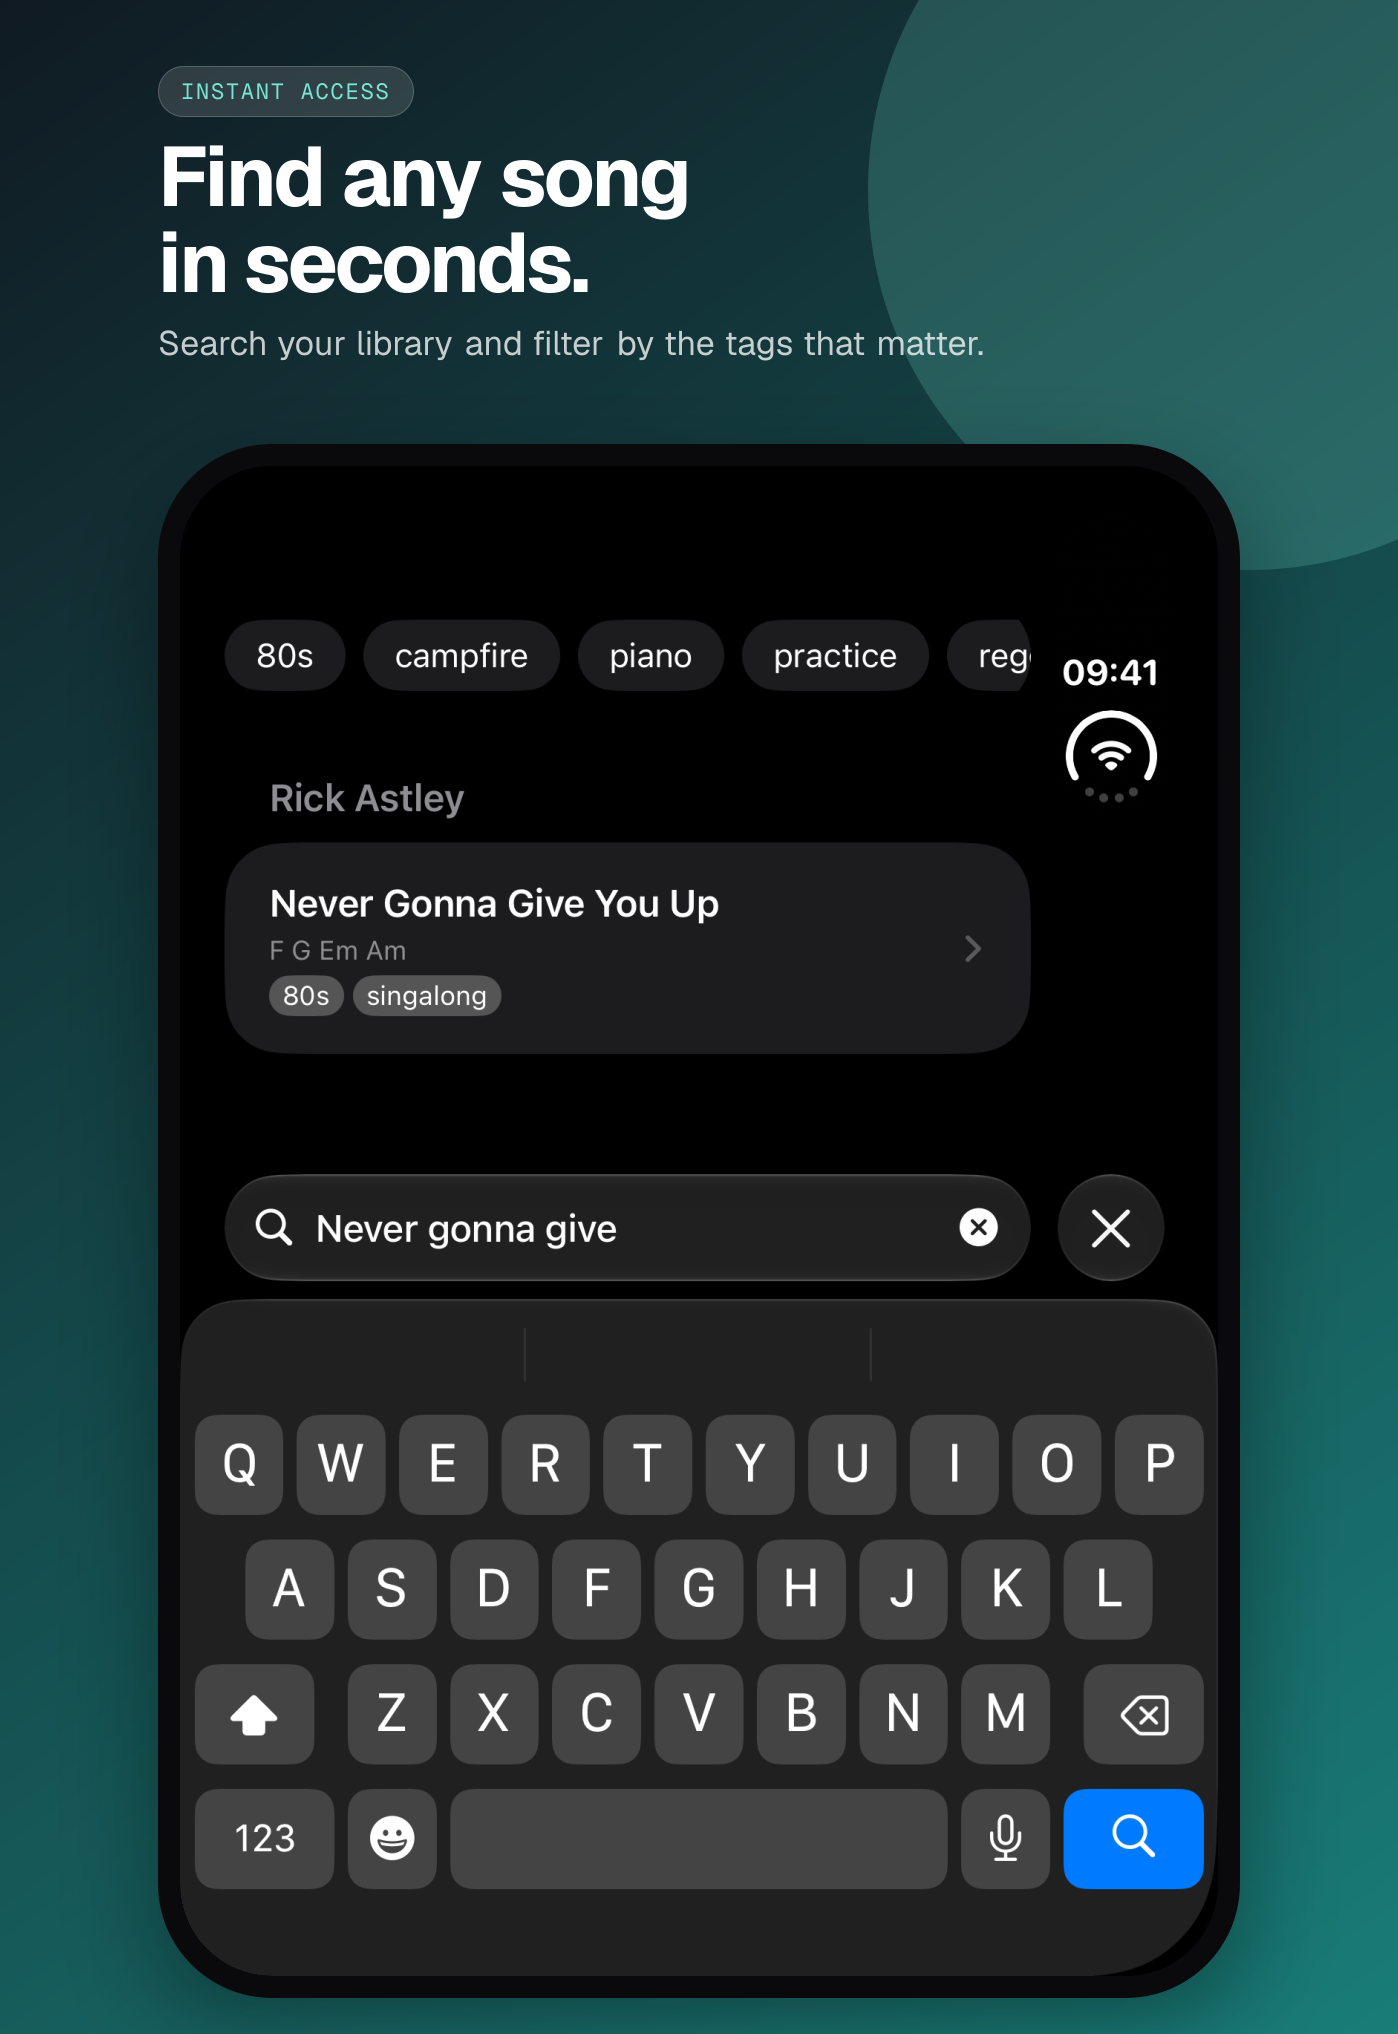 INSTANT ACCESS
Find any song
in seconds.
Search your library and filter by the tags that matter.
80s campfire piano practice
09:41
Rick Astley
Never Gonna Give You Up
F G Em Am
80s singalong
Never gonna give
Q W E R T Y U I O P
A S D F G H J K L
Z X C V B N M
123